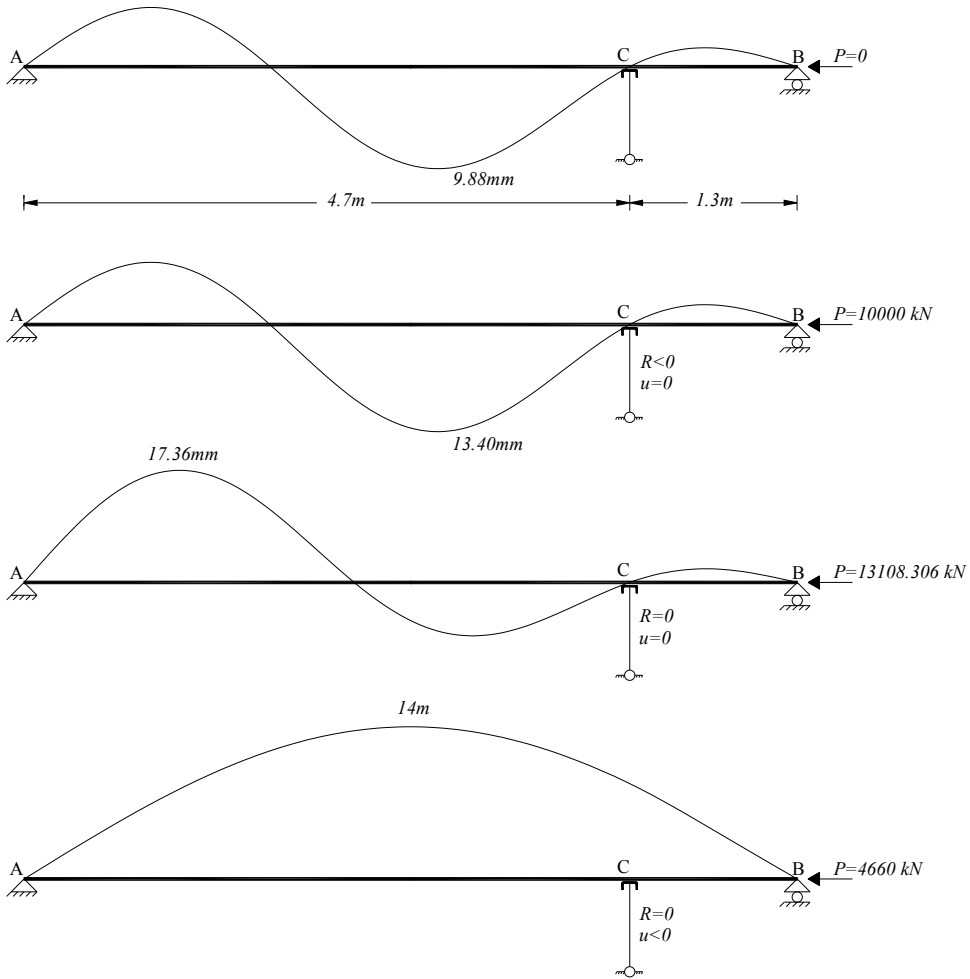 A
C
B
P=0
9.88mm
4.7m
1.3m
A
C
B
P=10000 kN
R<0
u=0
13.40mm
17.36mm
A
C
B
P=13108.306 kN
R=0
u=0
14m
A
C
B
P=4660 kN
R=0
u<0